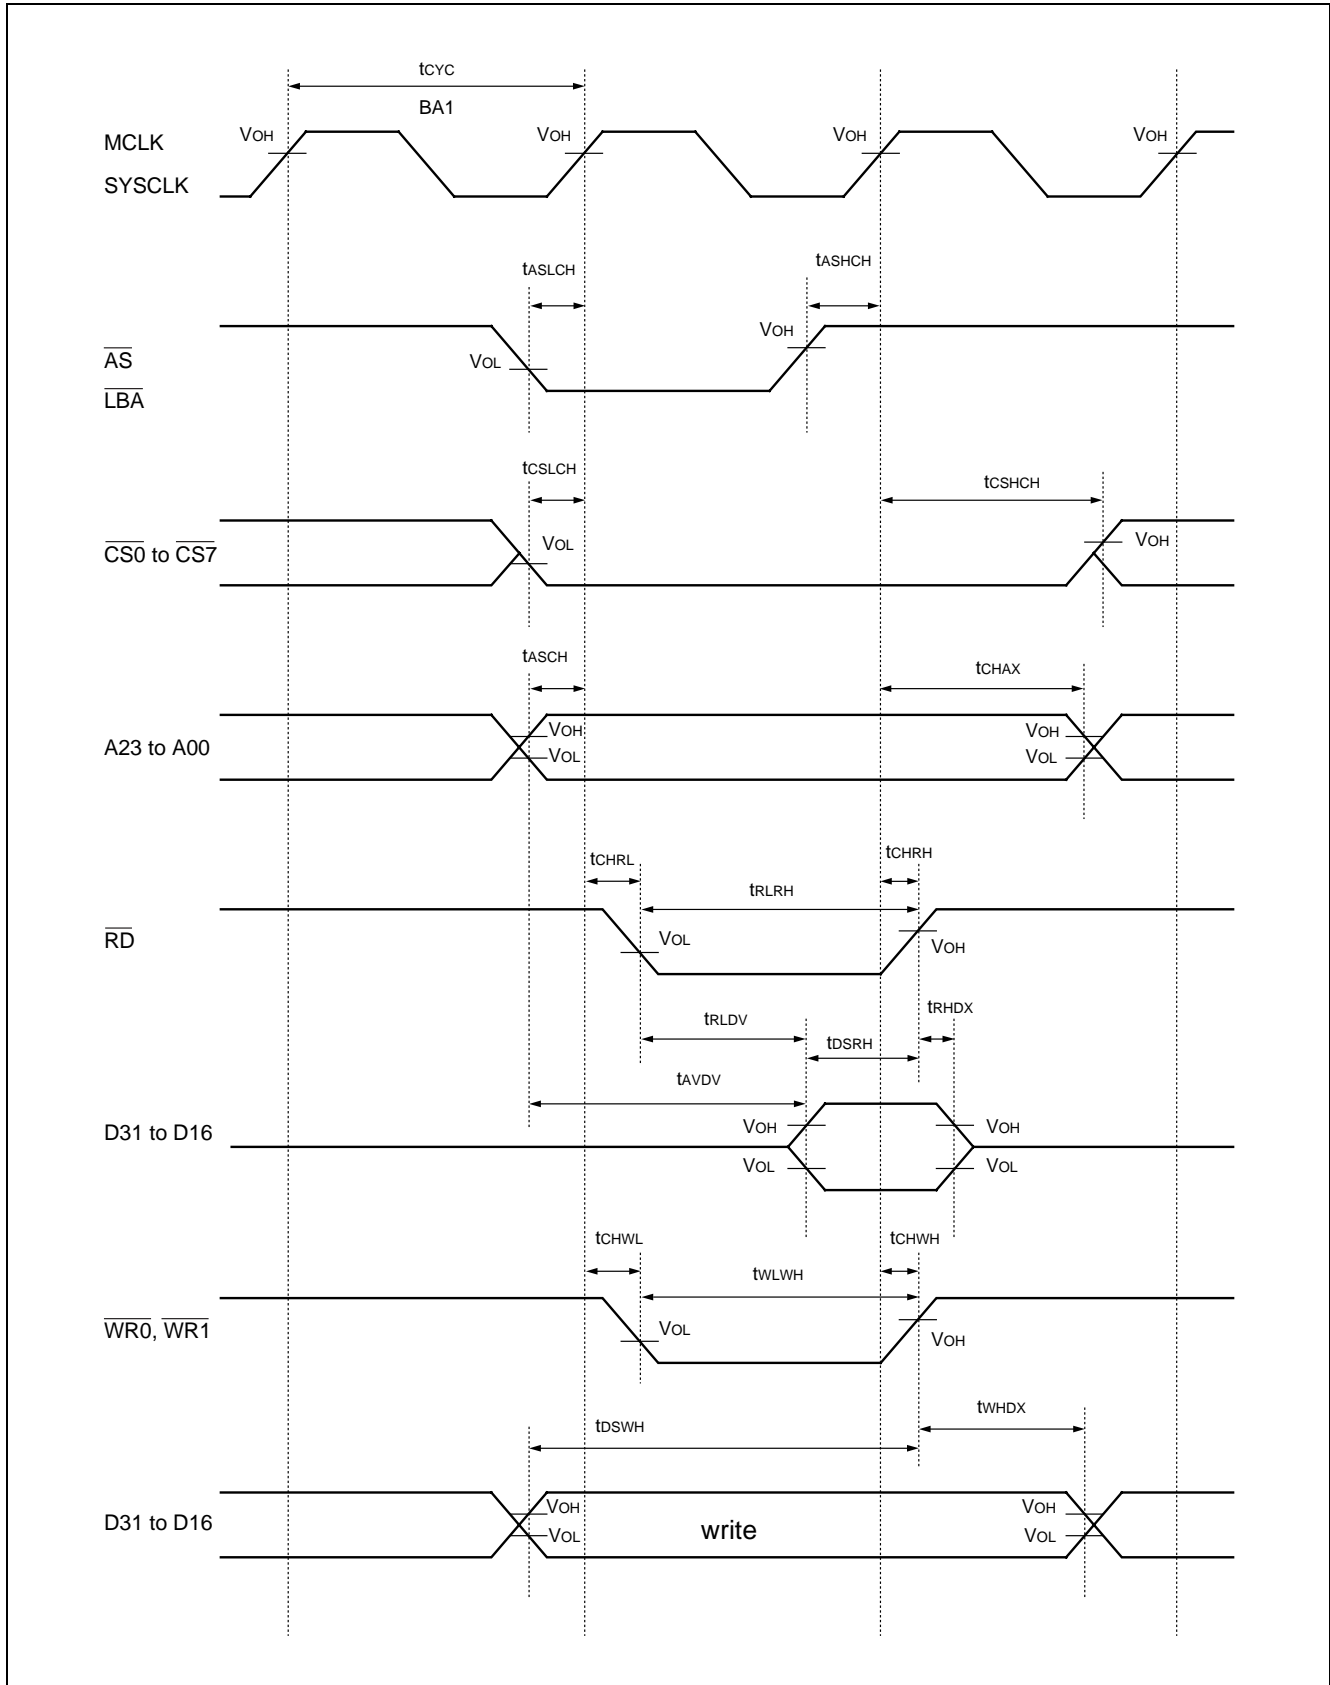 tCYC
BA1
MCLK
VOH VOH VOH VOH
SYSCLK
tASLCH tASHCH
VOH
AS
VOL
LBA
tCSLCH tCSHCH
CS0 to CS7
VOL VOH
tASCH tCHAX
VOH VOH
A23 to A00
VOL VOL
tCHRL tCHRH
tRLRH
RD
VOL VOH
tRHDX
tRLDV
tDSRH
tAVDV
D31 to D16
VOH VOH
VOL VOL
tCHWL tCHWH
tWLWH
WR0, WR1
VOL VOH
tWHDX
tDSWH
VOH VOH
D31 to D16 write
VOL VOL